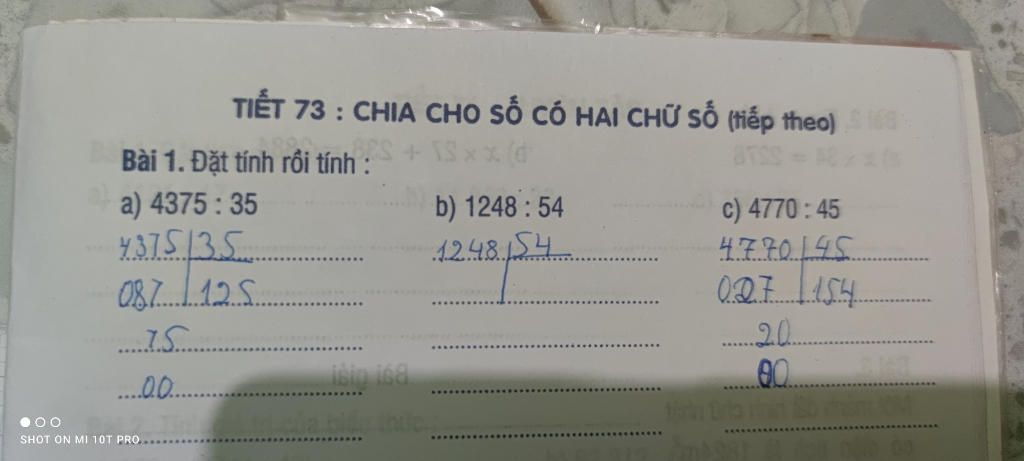 TIẾT 73 : CHIA CHO SỐ CÓ HAI CHỮ SỐ (tiếp theo)
Bài 1. Đặt tính rồi tính :
a) 4375 : 35 b) 1248 : 54 c) 4770 : 45
4375 35 1248 54 4770 45
087 125 027 154
75 20
00 00
Bài giải
SHOT ON MI 10T PRO